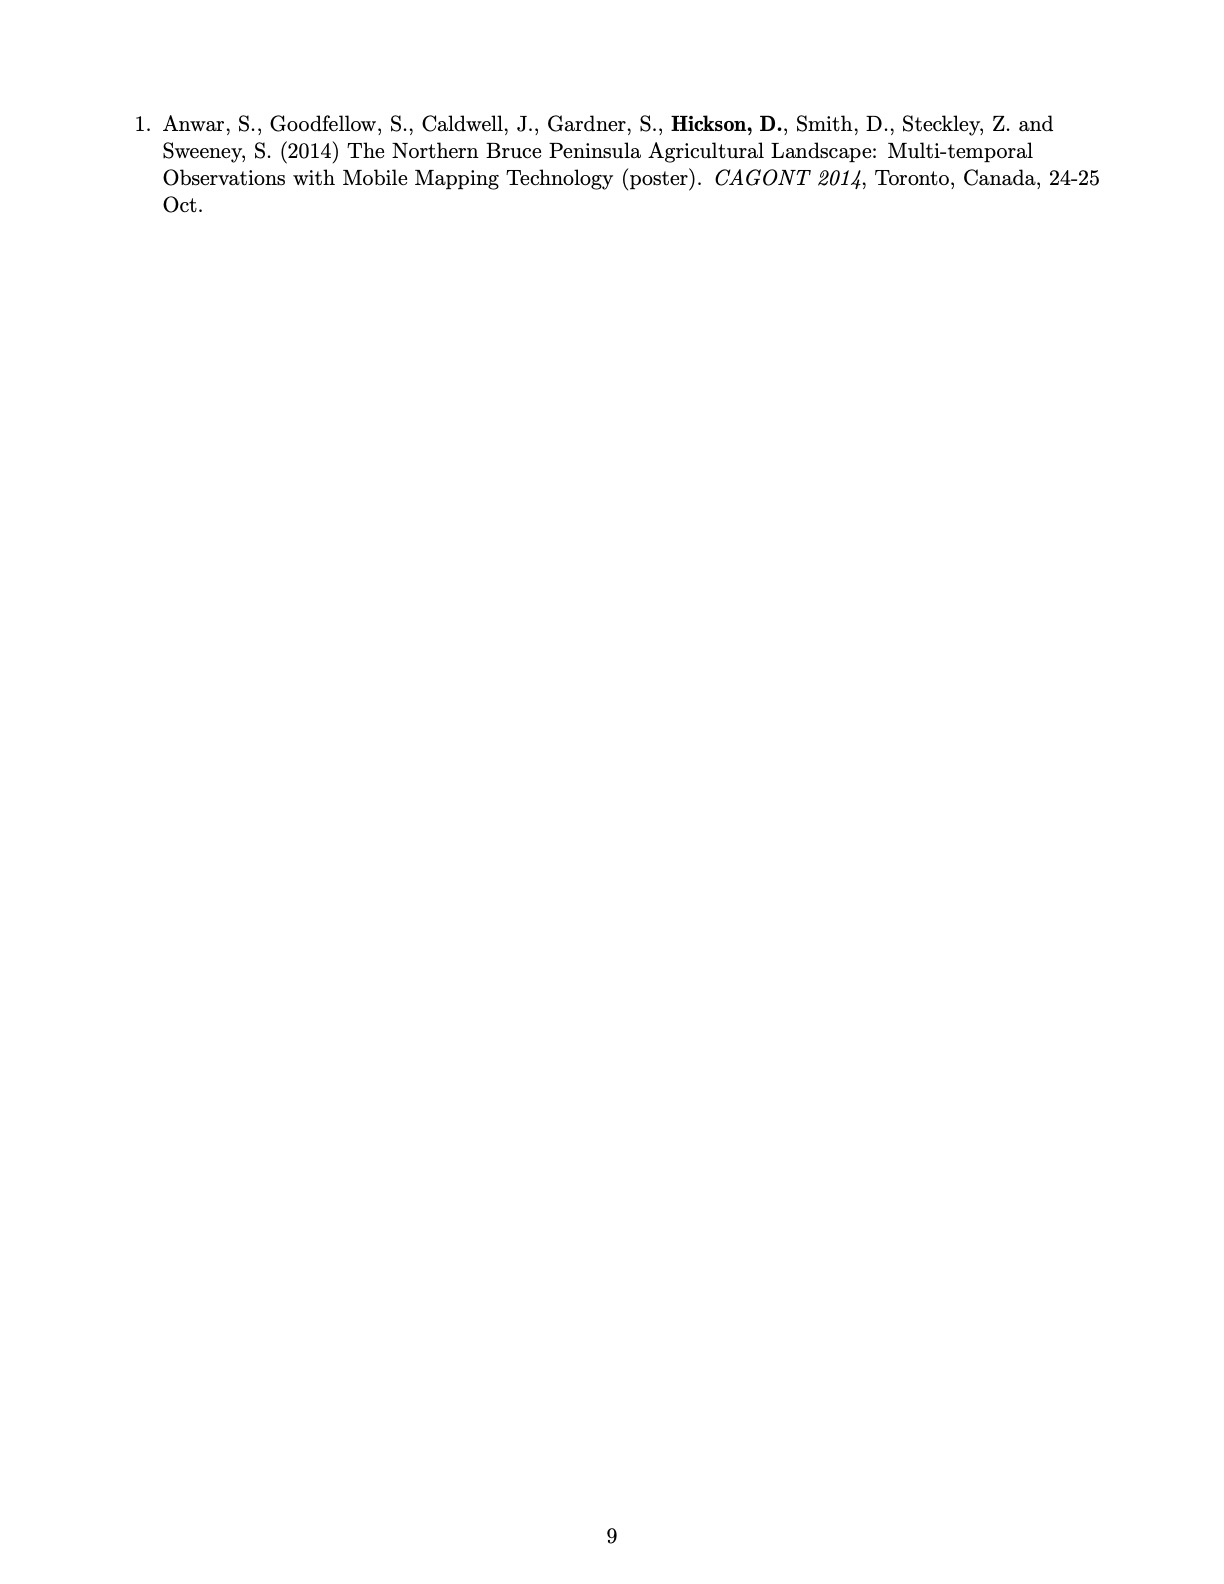 1. Anwar, S., Goodfellow, S., Caldwell, J., Gardner, S., Hickson, D., Smith, D., Steckley, Z. and
Sweeney, S. (2014) The Northern Bruce Peninsula Agricultural Landscape: Multi-temporal
Observations with Mobile Mapping Technology (poster). CAGONT 2014, Toronto, Canada, 24-25
Oct.
9